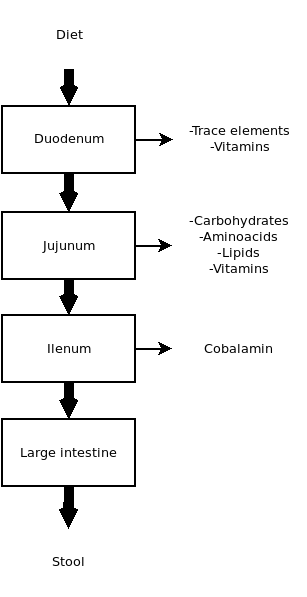 Diet
Duodenum
-Trace elements
-Vitamins
Jujunum
-Carbohydrates
-Aminoacids
-Lipids
-Vitamins
Ilenum
Cobalamin
Large intestine
Stool